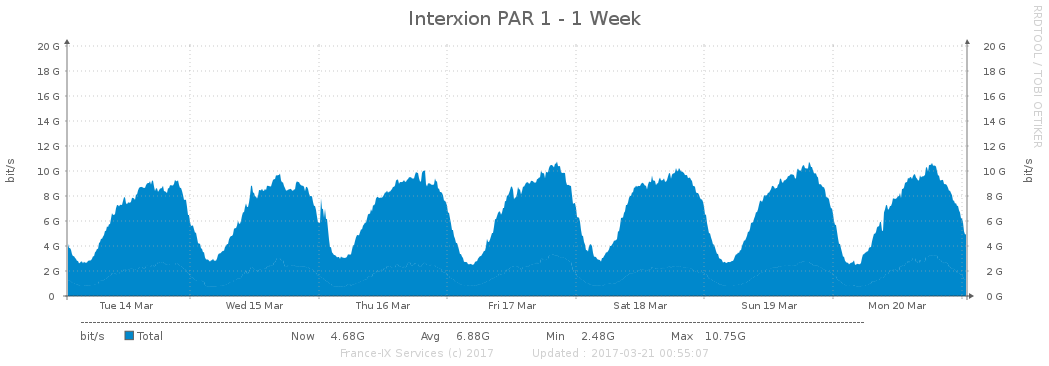 Interxion PAR 1 - 1 Week
RRDTOOL / TOBI OETIKER
20 G 20 G
18 G 18 G
16 G 16 G
14 G 14 G
12 G 12 G
10 G 10 G
8 G 8 G
6 G 6 G
4 G 4 G
2 G 2 G
0 0 G
bit/s bit/s
Tue 14 Mar Wed 15 Mar Thu 16 Mar Fri 17 Mar Sat 18 Mar Sun 19 Mar Mon 20 Mar
bit/s Total Now 4.68G Avg 6.88G Min 2.48G Max 10.75G
France-IX Services (c) 2017 Updated : 2017-03-21 00:55:07